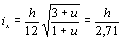 iₓ = h/12 √((3 + u)/(1 + u)) = h/2,71